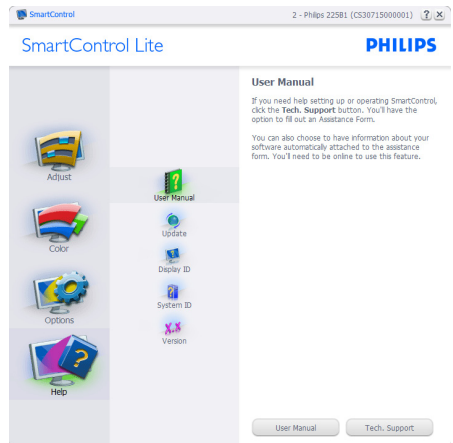 SmartControl
2 - Philips 225B1 (CS30715000001)
?
×
SmartControl Lite
PHILIPS
Adjust
Color
Options
Help
User Manual
Update
Display ID
System ID
X.X
Version
User Manual
If you need help setting up or operating SmartControl,
click the Tech. Support button. You'll have the
option to fill out an Assistance Form.
You can also choose to have information about your
software automatically attached to the assistance
form. You'll need to be online to use this feature.
User Manual
Tech. Support